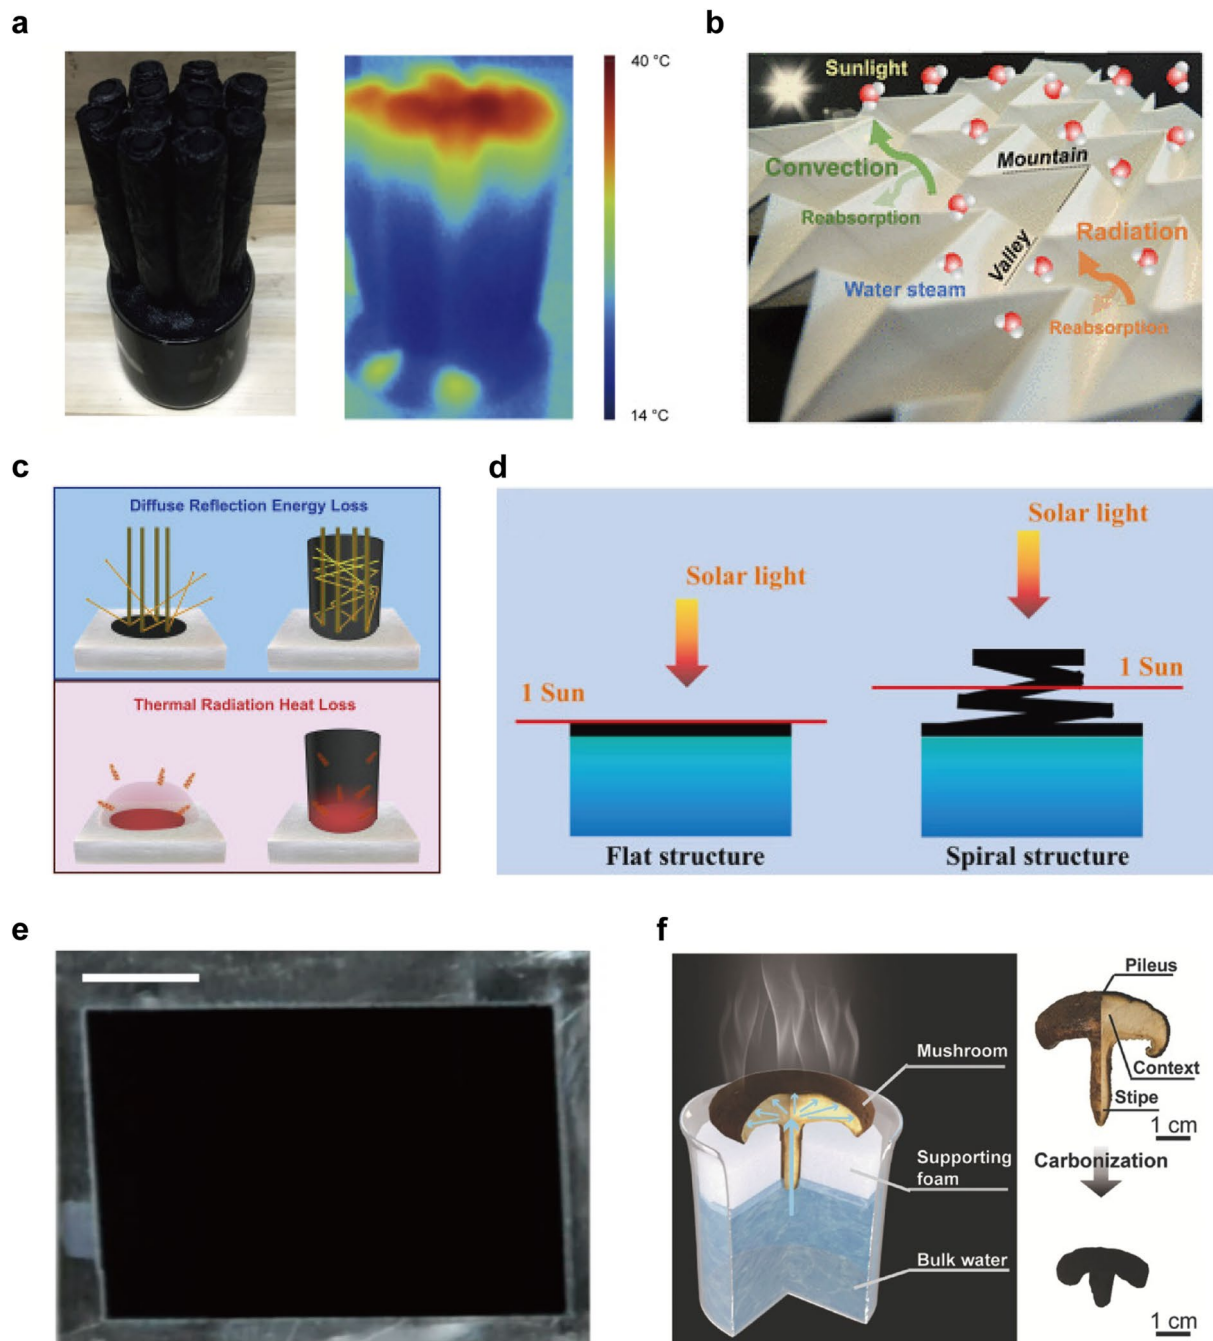 a
40 °C
14 °C
b
Sunlight
Mountain
Convection
Reabsorption
Valley
Radiation
Water steam
Reabsorption
c
Diffuse Reflection Energy Loss
Thermal Radiation Heat Loss
d
Solar light
Solar light
1 Sun
1 Sun
Flat structure
Spiral structure
e
f
Mushroom
Supporting
foam
Bulk water
Pileus
Context
Stipe
1 cm
Carbonization
1 cm